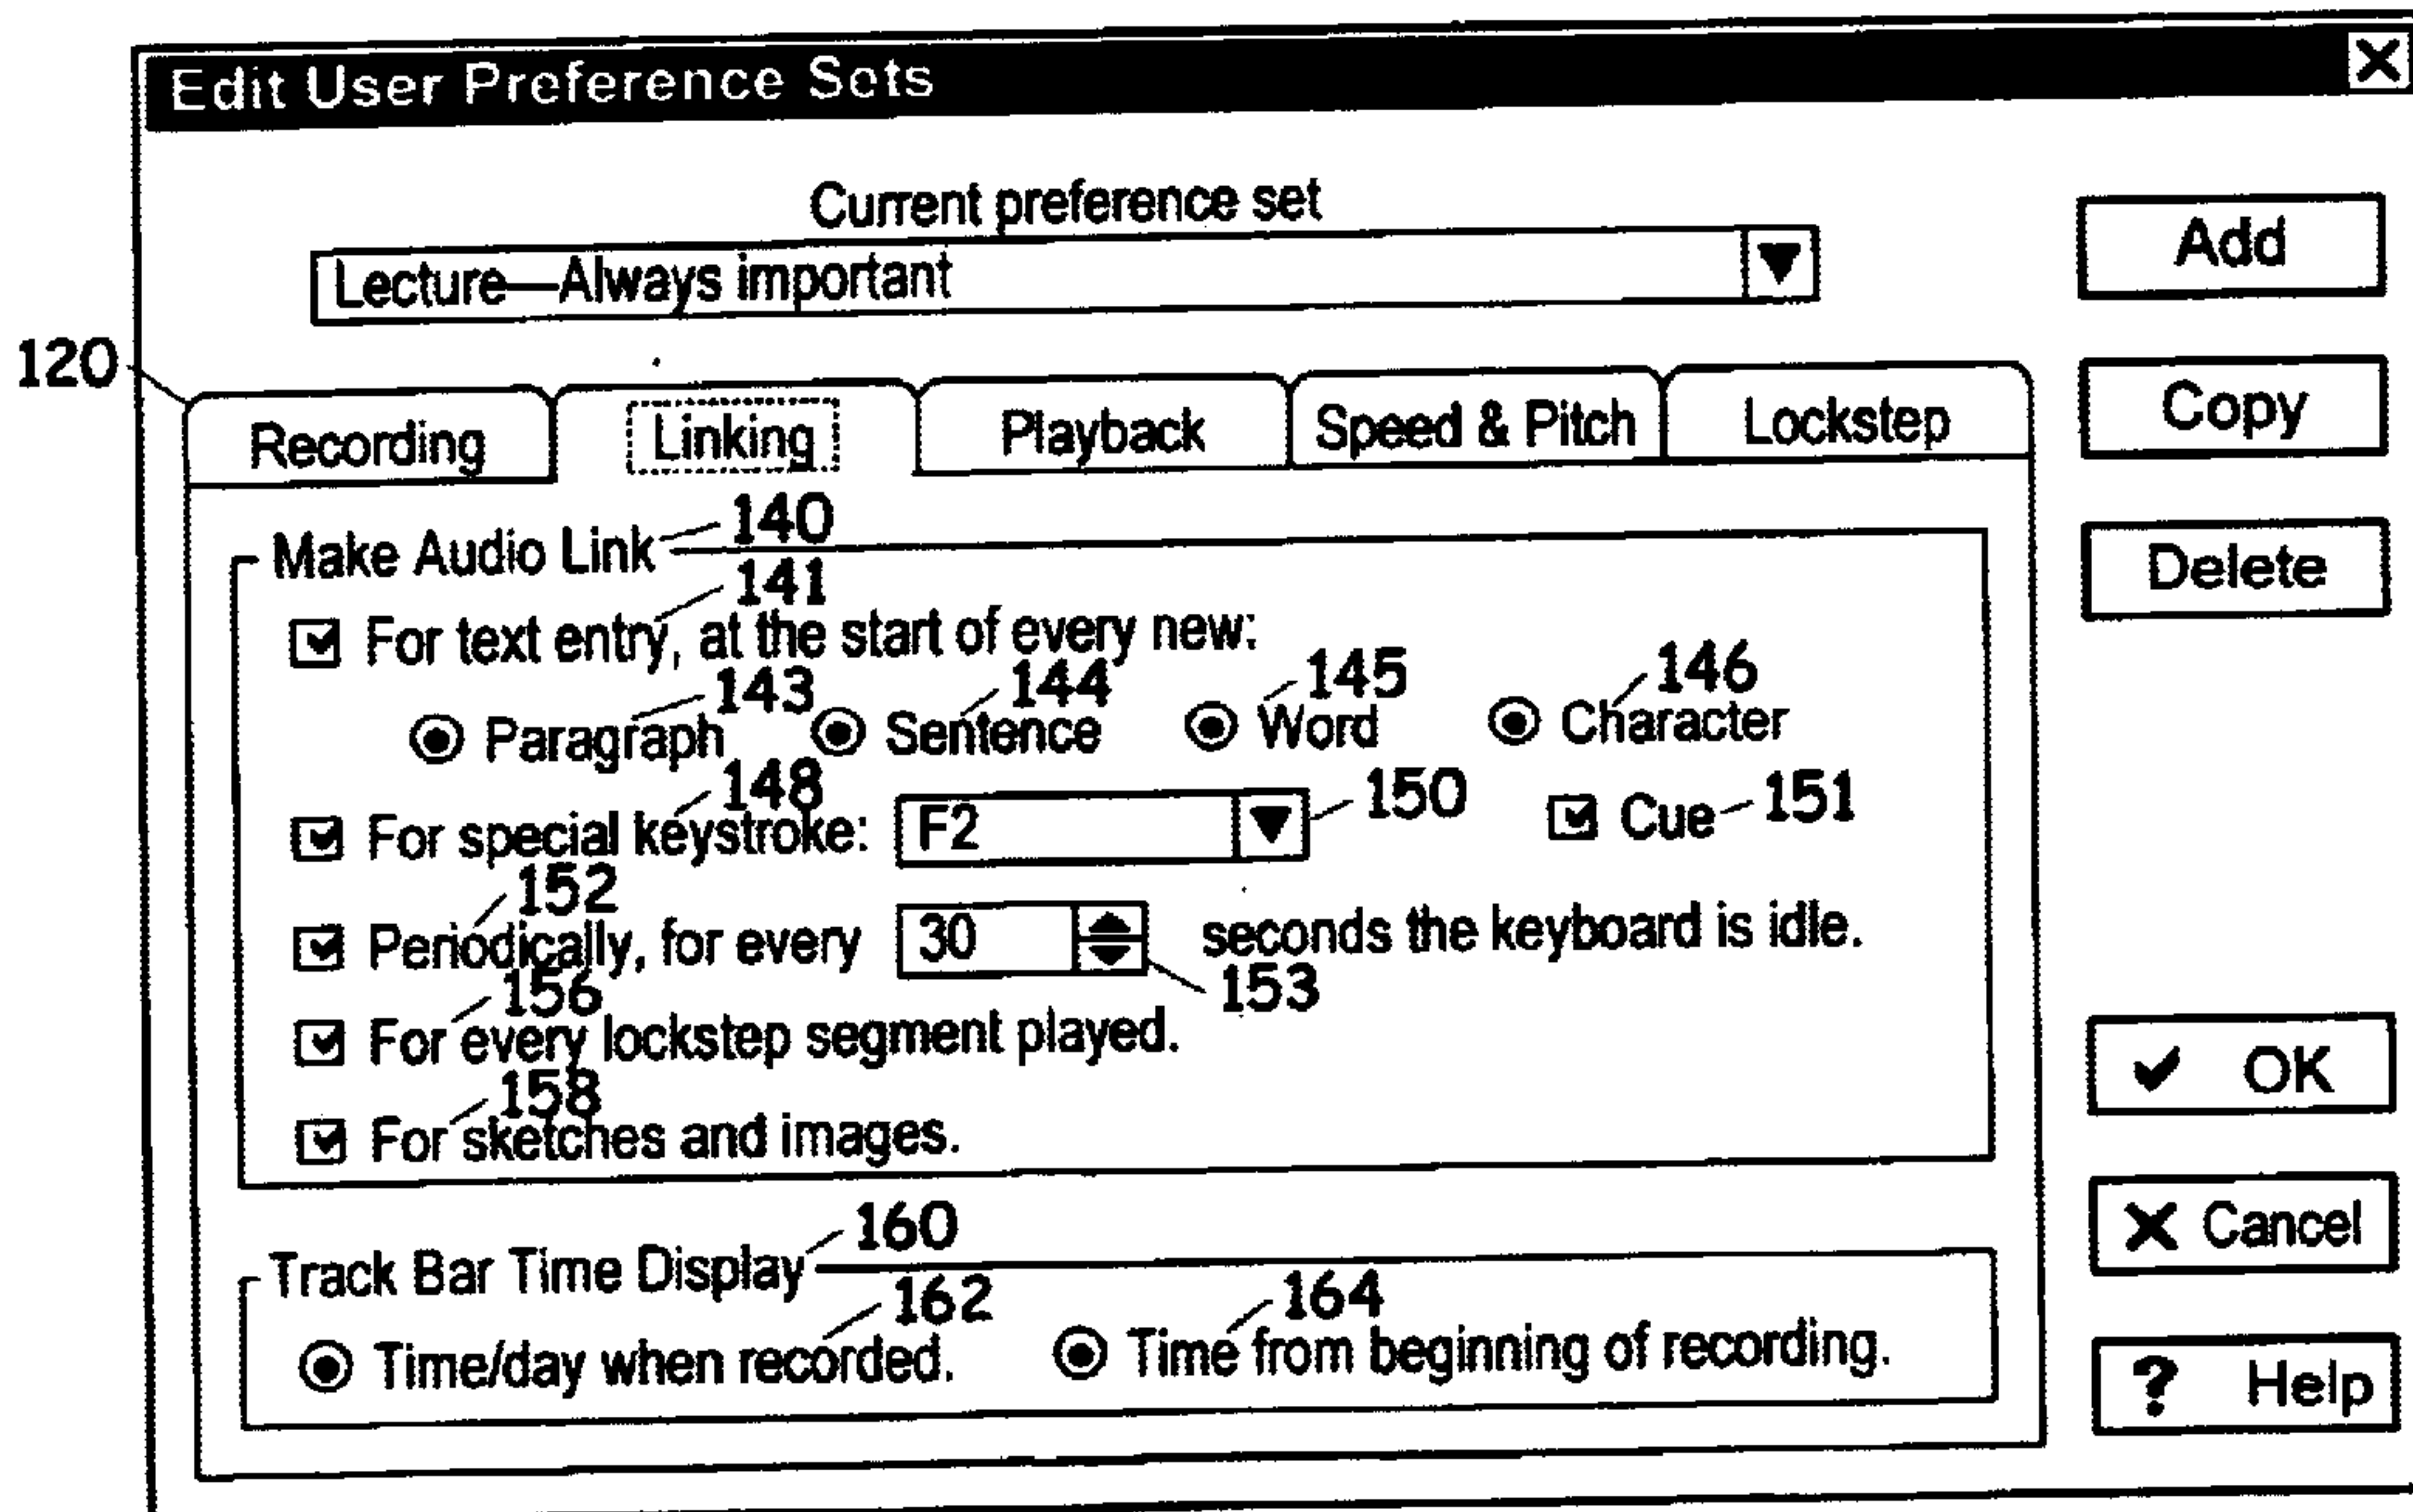 Edit User Preference Sets
Current preference set
Lecture—Always important
Add
120
Recording Linking Playback Speed & Pitch Lockstep
Copy
Make Audio Link 140
Delete
141
For text entry, at the start of every new:
143 144 145 146
Paragraph Sentence Word Character
148
For special keystroke: F2 150 Cue 151
152
Periodically, for every 30 seconds the keyboard is idle.
153
156
For every lockstep segment played.
OK
158
For sketches and images.
Cancel
160
Track Bar Time Display
162 164
Time/day when recorded. Time from beginning of recording.
? Help